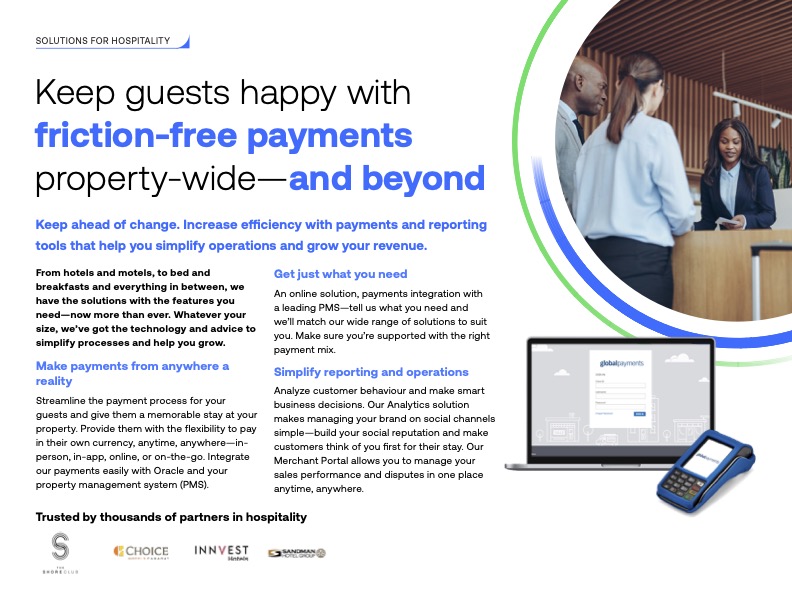 SOLUTIONS FOR HOSPITALITY
Keep guests happy with
friction-free payments
property-wide—and beyond
Keep ahead of change. Increase efficiency with payments and reporting
tools that help you simplify operations and grow your revenue.
From hotels and motels, to bed and
breakfasts and everything in between, we
have the solutions with the features you
need—now more than ever. Whatever your
size, we've got the technology and advice to
simplify processes and help you grow.
Make payments from anywhere a
reality
Streamline the payment process for your
guests and give them a memorable stay at your
property. Provide them with the flexibility to pay
in their own currency, anytime, anywhere—in-
person, in-app, online, or on-the-go. Integrate
our payments easily with Oracle and your
property management system (PMS).
Get just what you need
An online solution, payments integration with
a leading PMS—tell us what you need and
we'll match our wide range of solutions to suit
you. Make sure you're supported with the right
payment mix.
Simplify reporting and operations
Analyze customer behaviour and make smart
business decisions. Our Analytics solution
makes managing your brand on social channels
simple—build your social reputation and make
customers think of you first for their stay. Our
Merchant Portal allows you to manage your
sales performance and disputes in one place
anytime, anywhere.
globalpayments
Trusted by thousands of partners in hospitality
THE
SHORE CLUB
CHOICE
INNVEST
Hotels
SANDMAN
HOTEL GROUP